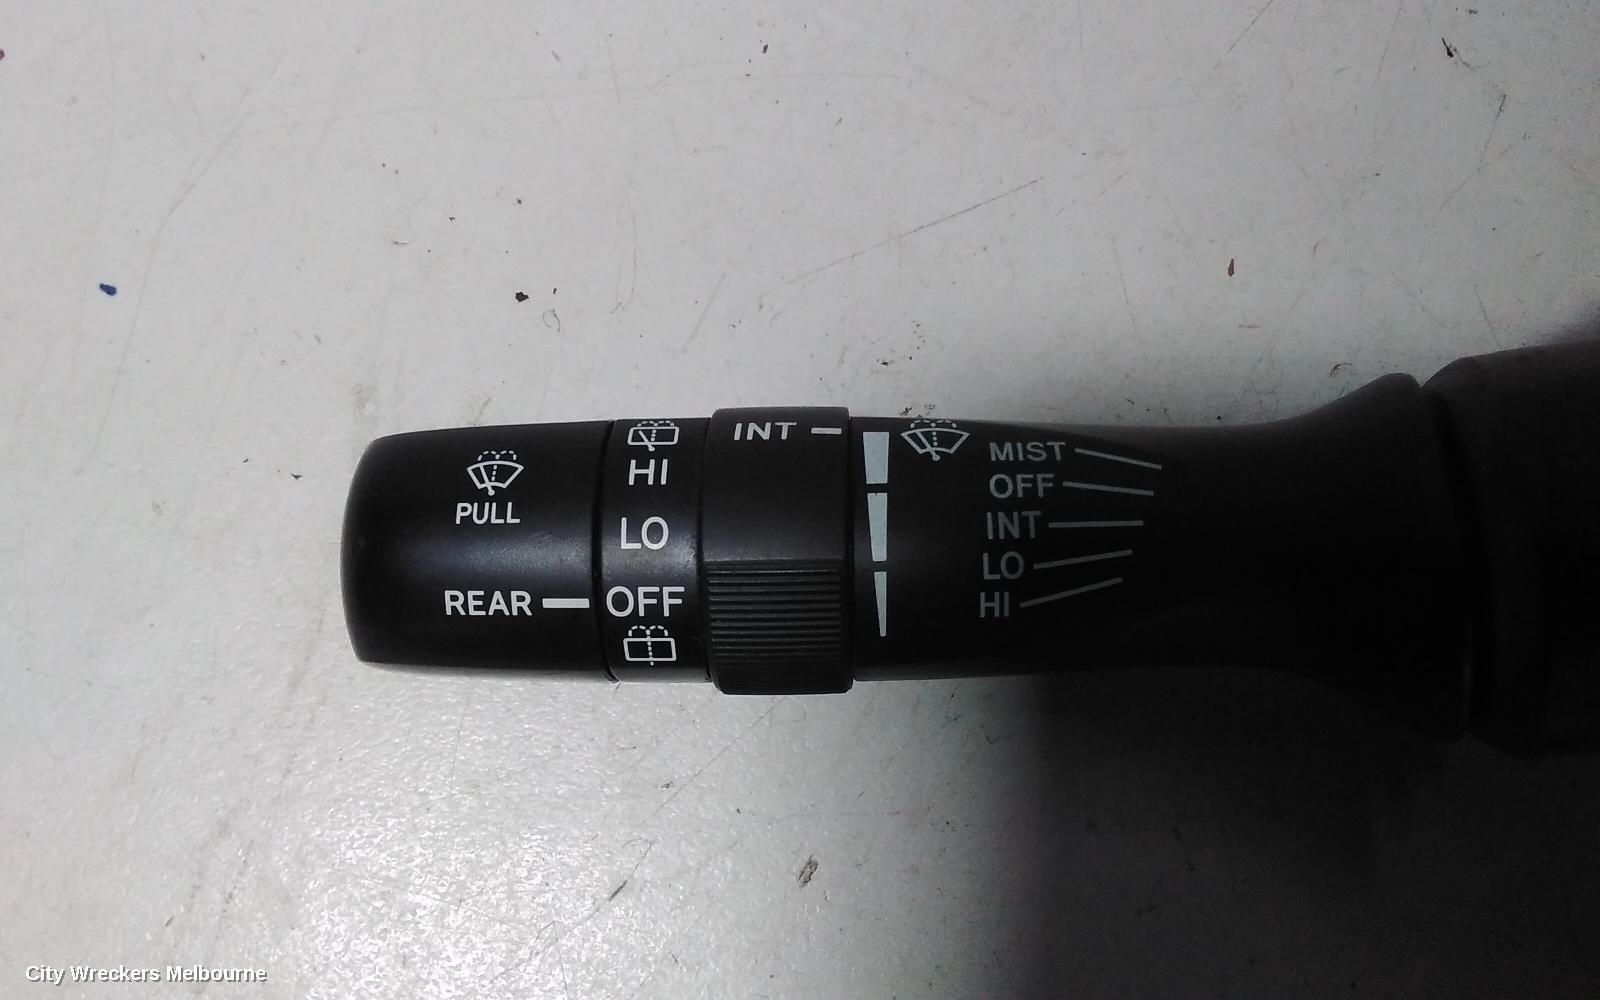 PULL
REAR
HI
LO
OFF
INT
MIST
OFF
INT
LO
HI
City Wreckers Melbourne